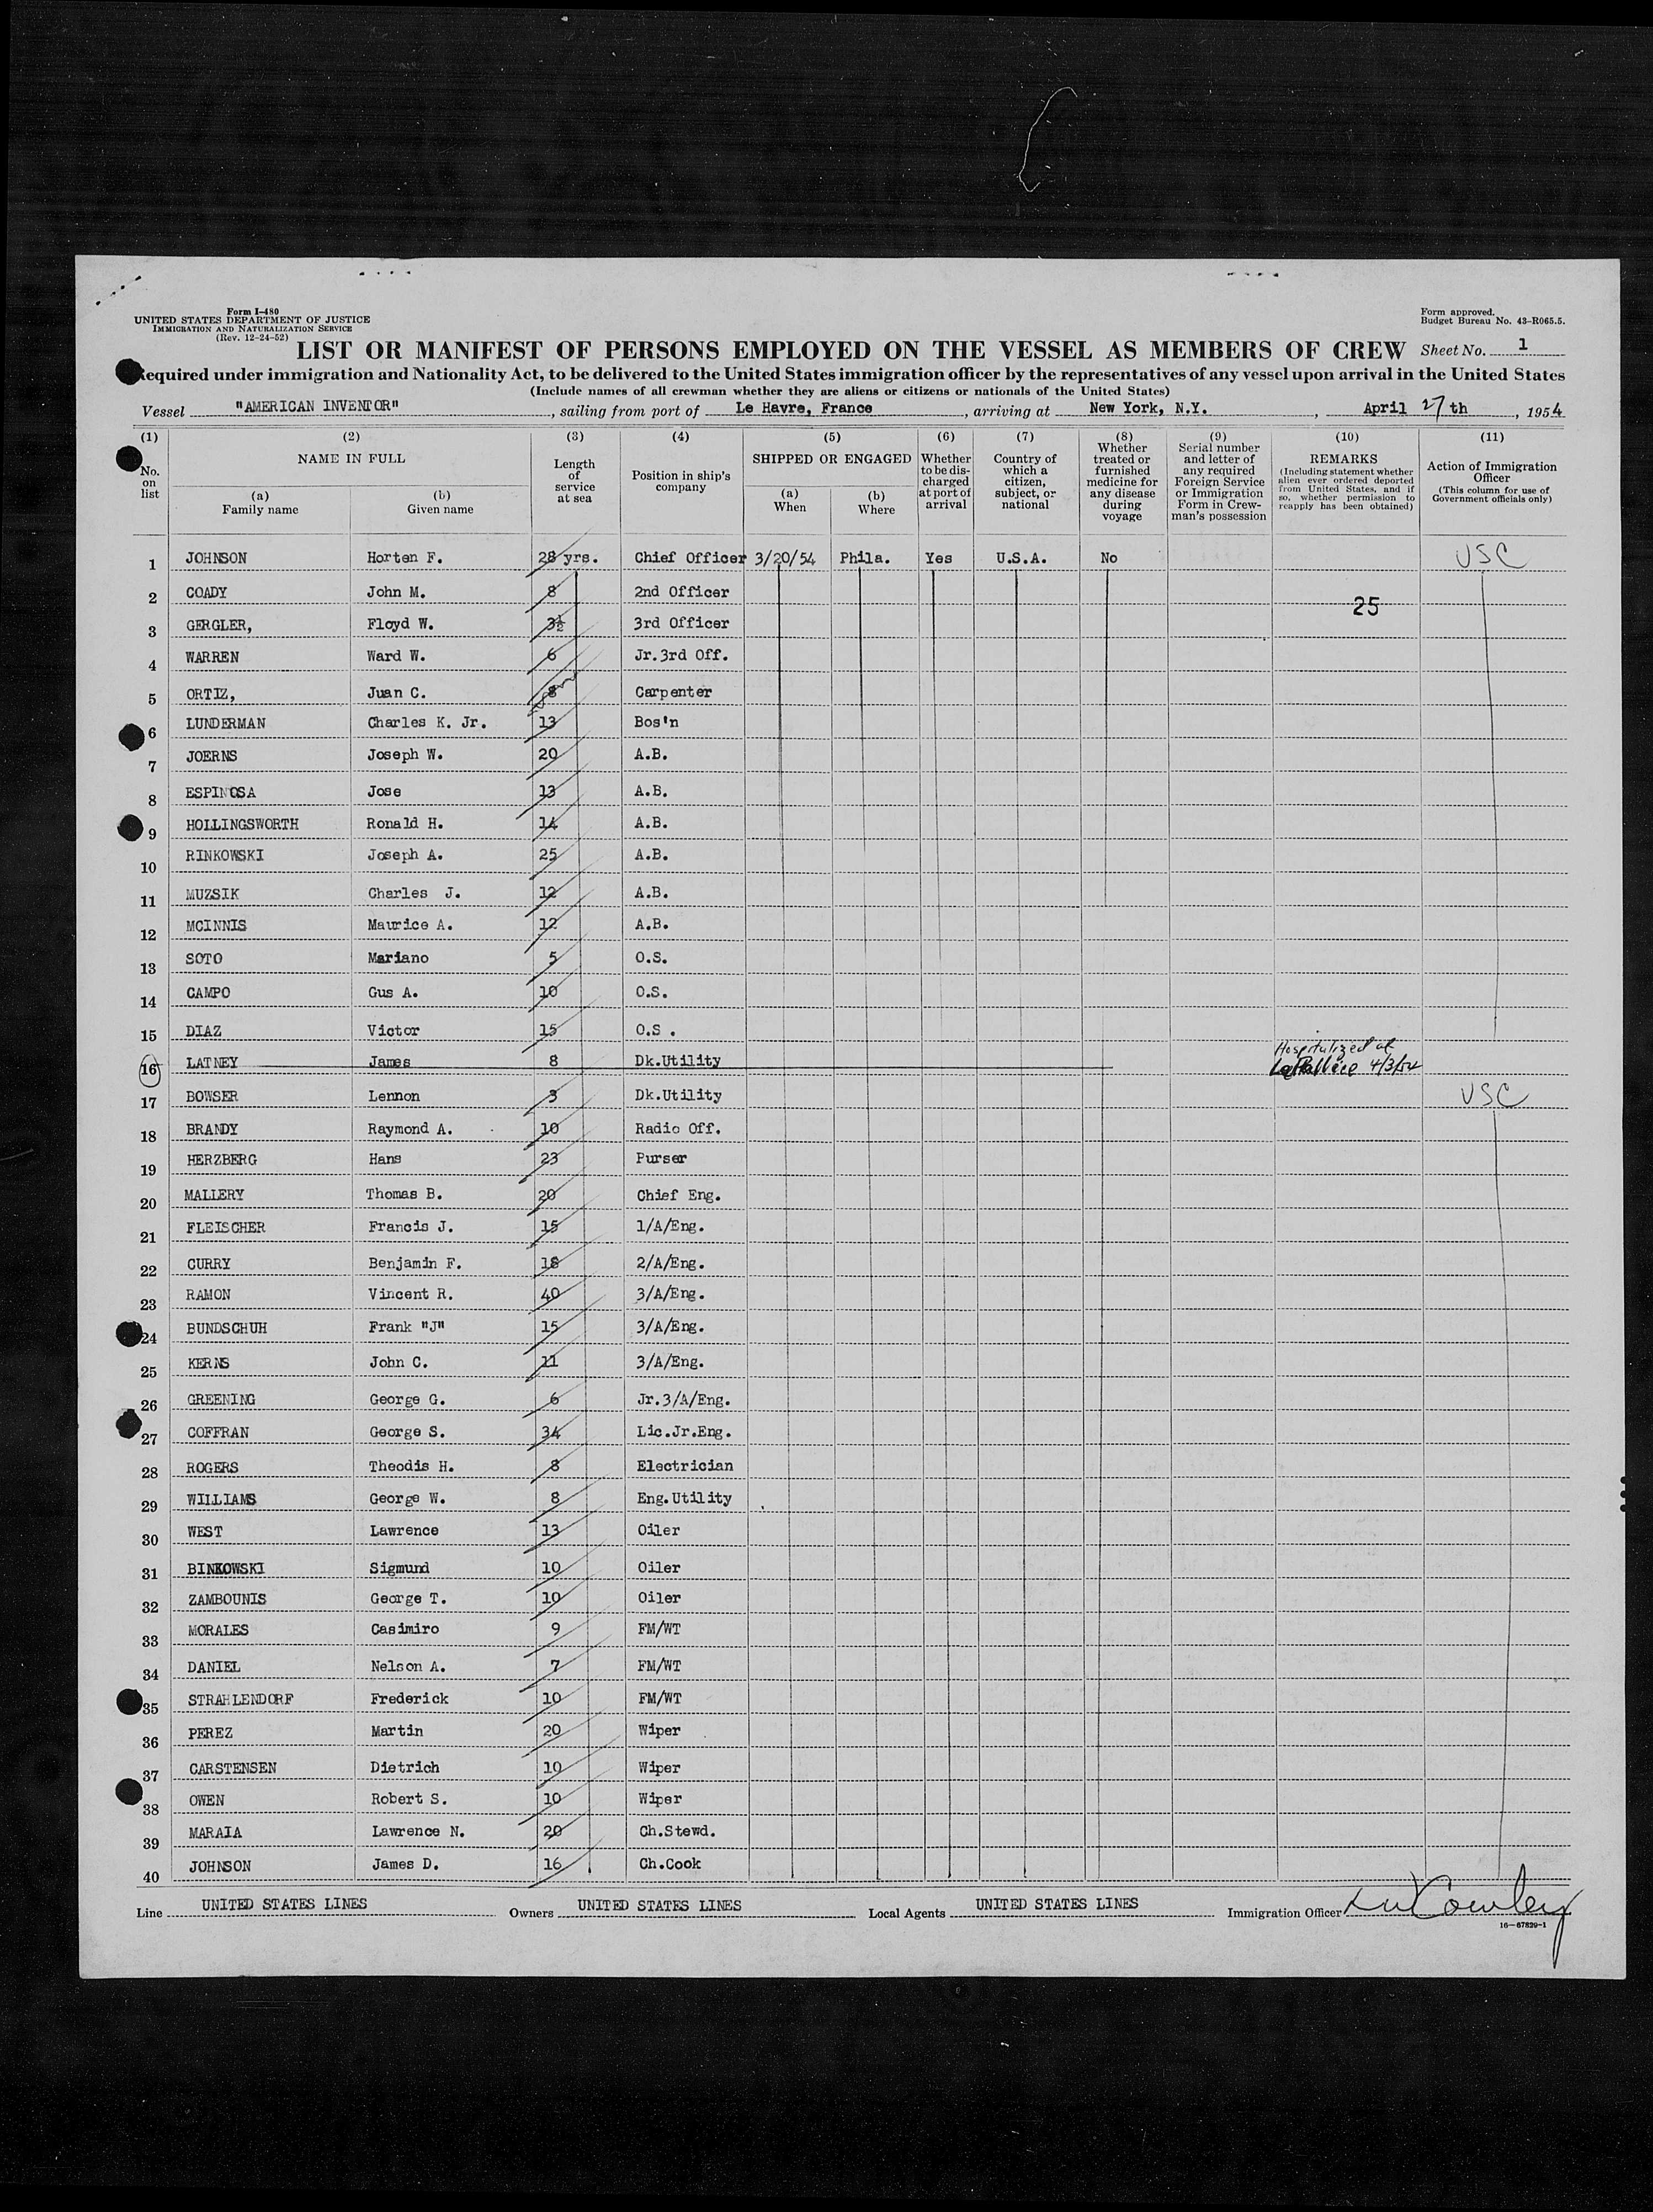 Form I-480
UNITED STATES DEPARTMENT OF JUSTICE
IMMIGRATION AND NATURALIZATION SERVICE
(Rev. 12-24-52)
Form approved.
Budget Bureau No. 43-R065.5.
LIST OR MANIFEST OF PERSONS EMPLOYED ON THE VESSEL AS MEMBERS OF CREW Sheet No. 1
Required under immigration and Nationality Act, to be delivered to the United States immigration officer by the representatives of any vessel upon arrival in the United States
(Include names of all crewman whether they are aliens or citizens or nationals of the United States)
Vessel "AMERICAN INVENTOR", sailing from port of Le Havre, France, arriving at New York, N.Y., April 27th, 1954
(1) No. on list
(2) NAME IN FULL
(a) Family name
(b) Given name
(3) Length of service at sea
(4) Position in ship's company
(5) SHIPPED OR ENGAGED
(a) When
(b) Where
(6) Whether to be discharged at port of arrival
(7) Country of which a citizen, subject, or national
(8) Whether treated or furnished medicine for any disease during voyage
(9) Serial number and letter of any required Foreign Service or Immigration Form in Crewman's possession
(10) REMARKS (Including statement whether alien ever ordered deported from United States, and if so, whether permission to reapply has been obtained)
(11) Action of Immigration Officer (This column for use of Government officials only)
1 JOHNSON Horten F. 28 yrs. Chief Officer 3/20/54 Phila. Yes U.S.A. No USC
2 COADY John M. 8 2nd Officer 25
3 GERGLER, Floyd W. 3½ 3rd Officer
4 WARREN Ward W. 6 Jr.3rd Off.
5 ORTIZ, Juan C. 8 Carpenter
6 LUNDERMAN Charles K. Jr. 13 Bos'n
7 JOERNS Joseph W. 20 A.B.
8 ESPINOSA Jose 13 A.B.
9 HOLLINGSWORTH Ronald H. 14 A.B.
10 RINKOWSKI Joseph A. 25 A.B.
11 MUZSIK Charles J. 12 A.B.
12 MCINNIS Maurice A. 12 A.B.
13 SOTO Mariano 5 O.S.
14 CAMPO Gus A. 10 O.S.
15 DIAZ Victor 15 O.S .
16 LATNEY James 8 Dk.Utility Hospitalized at La Pallice 4/3/54
17 BOWSER Lennon 3 Dk.Utility USC
18 BRANDY Raymond A. 10 Radio Off.
19 HERZBERG Hans 23 Purser
20 MALLERY Thomas B. 20 Chief Eng.
21 FLEISCHER Francis J. 15 1/A/Eng.
22 CURRY Benjamin F. 18 2/A/Eng.
23 RAMON Vincent R. 40 3/A/Eng.
24 BUNDSCHUH Frank "J" 15 3/A/Eng.
25 KERNS John C. 11 3/A/Eng.
26 GREENING George G. 6 Jr.3/A/Eng.
27 COFFRAN George S. 34 Lic.Jr.Eng.
28 ROGERS Theodis H. 8 Electrician
29 WILLIAMS George W. 8 Eng.Utility
30 WEST Lawrence 13 Oiler
31 BINKOWSKI Sigmund 10 Oiler
32 ZAMBOUNIS George T. 10 Oiler
33 MORALES Casimiro 9 FM/WT
34 DANIEL Nelson A. 7 FM/WT
35 STRAHLENDORF Frederick 10 FM/WT
36 PEREZ Martin 20 Wiper
37 CARSTENSEN Dietrich 10 Wiper
38 OWEN Robert S. 10 Wiper
39 MARAIA Lawrence N. 20 Ch.Stewd.
40 JOHNSON James D. 16 Ch.Cook
Line UNITED STATES LINES Owners UNITED STATES LINES Local Agents UNITED STATES LINES Immigration Officer Cowley
16—67829-1